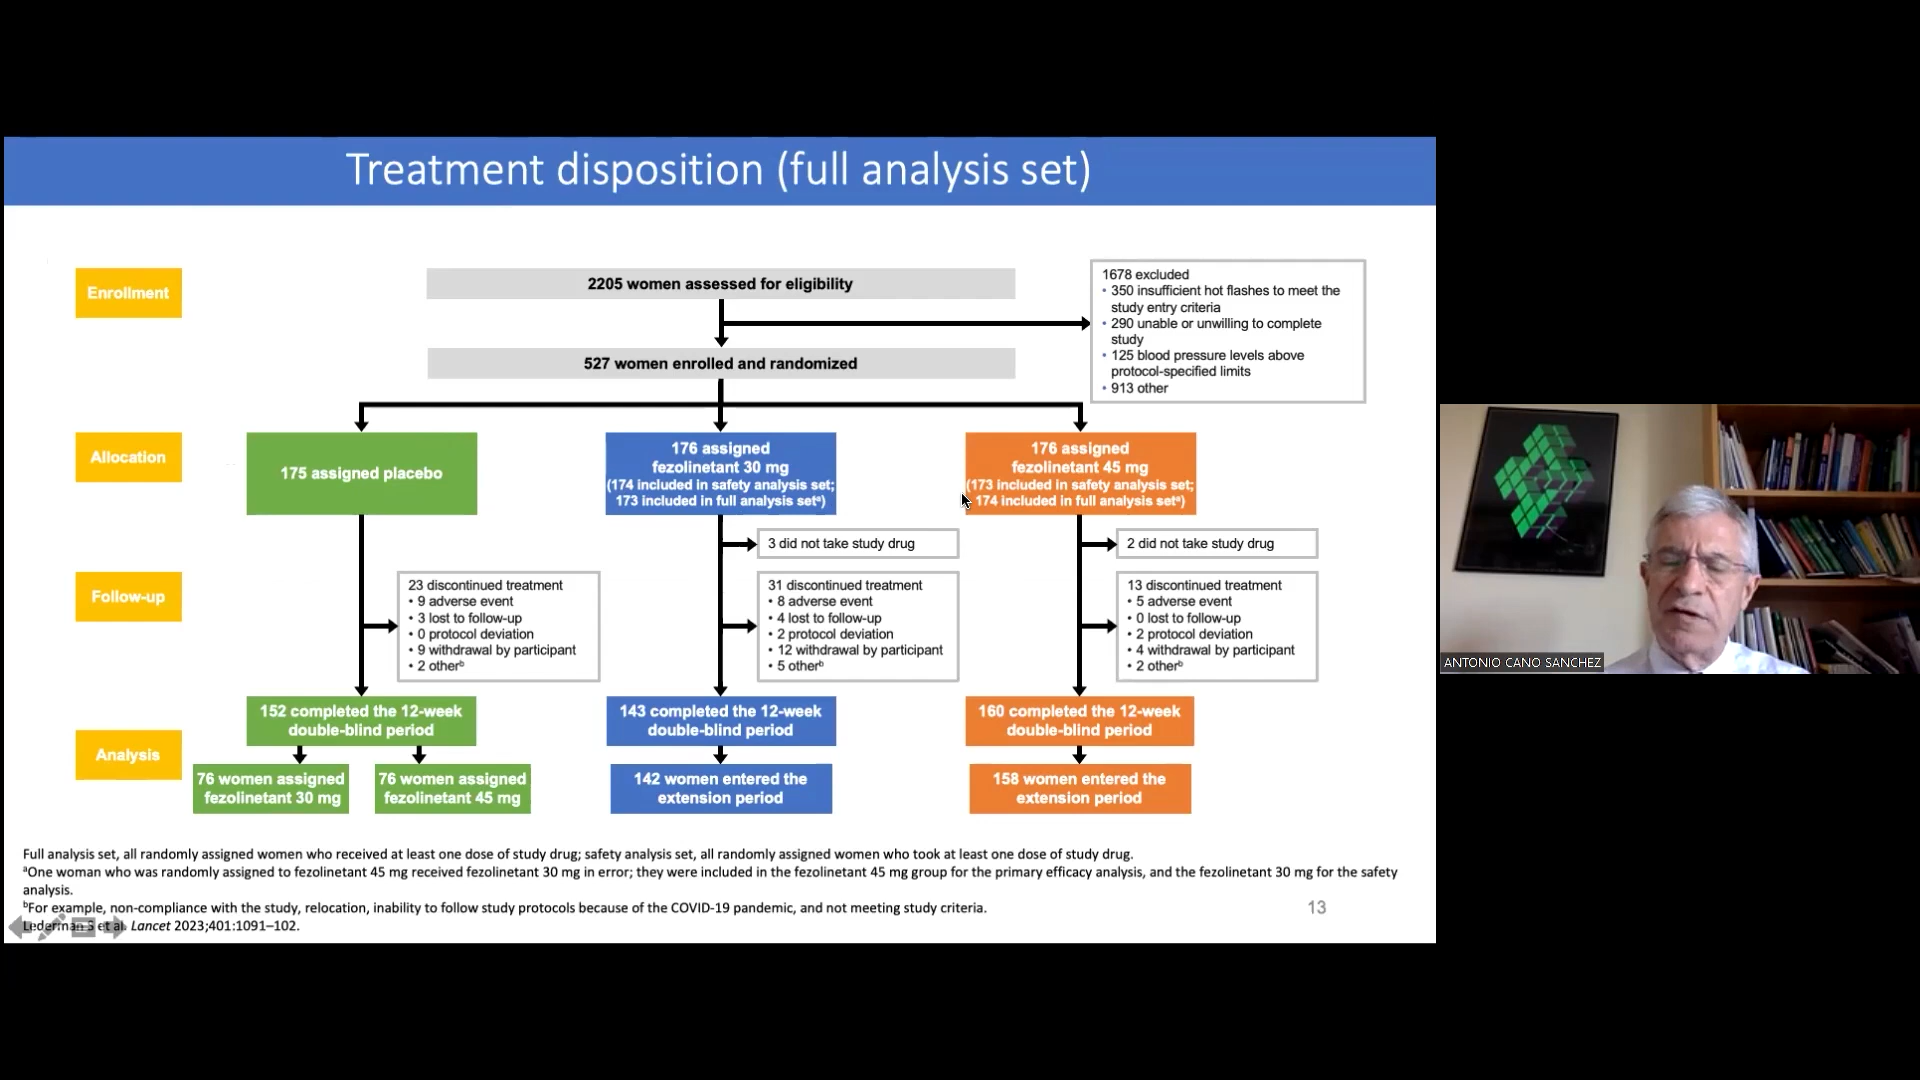 Treatment disposition (full analysis set)
Enrollment
2205 women assessed for eligibility
1678 excluded
• 350 insufficient hot flashes to meet the
study entry criteria
• 290 unable or unwilling to complete
study
• 125 blood pressure levels above
protocol-specified limits
• 913 other
527 women enrolled and randomized
Allocation
175 assigned placebo
176 assigned
fezolinetant 30 mg
(174 included in safety analysis set;
173 included in full analysis setᵃ)
176 assigned
fezolinetant 45 mg
(173 included in safety analysis set;
174 included in full analysis setᵃ)
3 did not take study drug
2 did not take study drug
Follow-up
23 discontinued treatment
• 9 adverse event
• 3 lost to follow-up
• 0 protocol deviation
• 9 withdrawal by participant
• 2 otherᵇ
31 discontinued treatment
• 8 adverse event
• 4 lost to follow-up
• 2 protocol deviation
• 12 withdrawal by participant
• 5 otherᵇ
13 discontinued treatment
• 5 adverse event
• 0 lost to follow-up
• 2 protocol deviation
• 4 withdrawal by participant
• 2 otherᵇ
152 completed the 12-week
double-blind period
143 completed the 12-week
double-blind period
160 completed the 12-week
double-blind period
Analysis
76 women assigned
fezolinetant 30 mg
76 women assigned
fezolinetant 45 mg
142 women entered the
extension period
158 women entered the
extension period
Full analysis set, all randomly assigned women who received at least one dose of study drug; safety analysis set, all randomly assigned women who took at least one dose of study drug.
ᵃOne woman who was randomly assigned to fezolinetant 45 mg received fezolinetant 30 mg in error; they were included in the fezolinetant 45 mg group for the primary efficacy analysis, and the fezolinetant 30 mg for the safety
analysis.
ᵇFor example, non-compliance with the study, relocation, inability to follow study protocols because of the COVID-19 pandemic, and not meeting study criteria.
Lederman S et al. Lancet 2023;401:1091–102.
13
ANTONIO CANO SANCHEZ